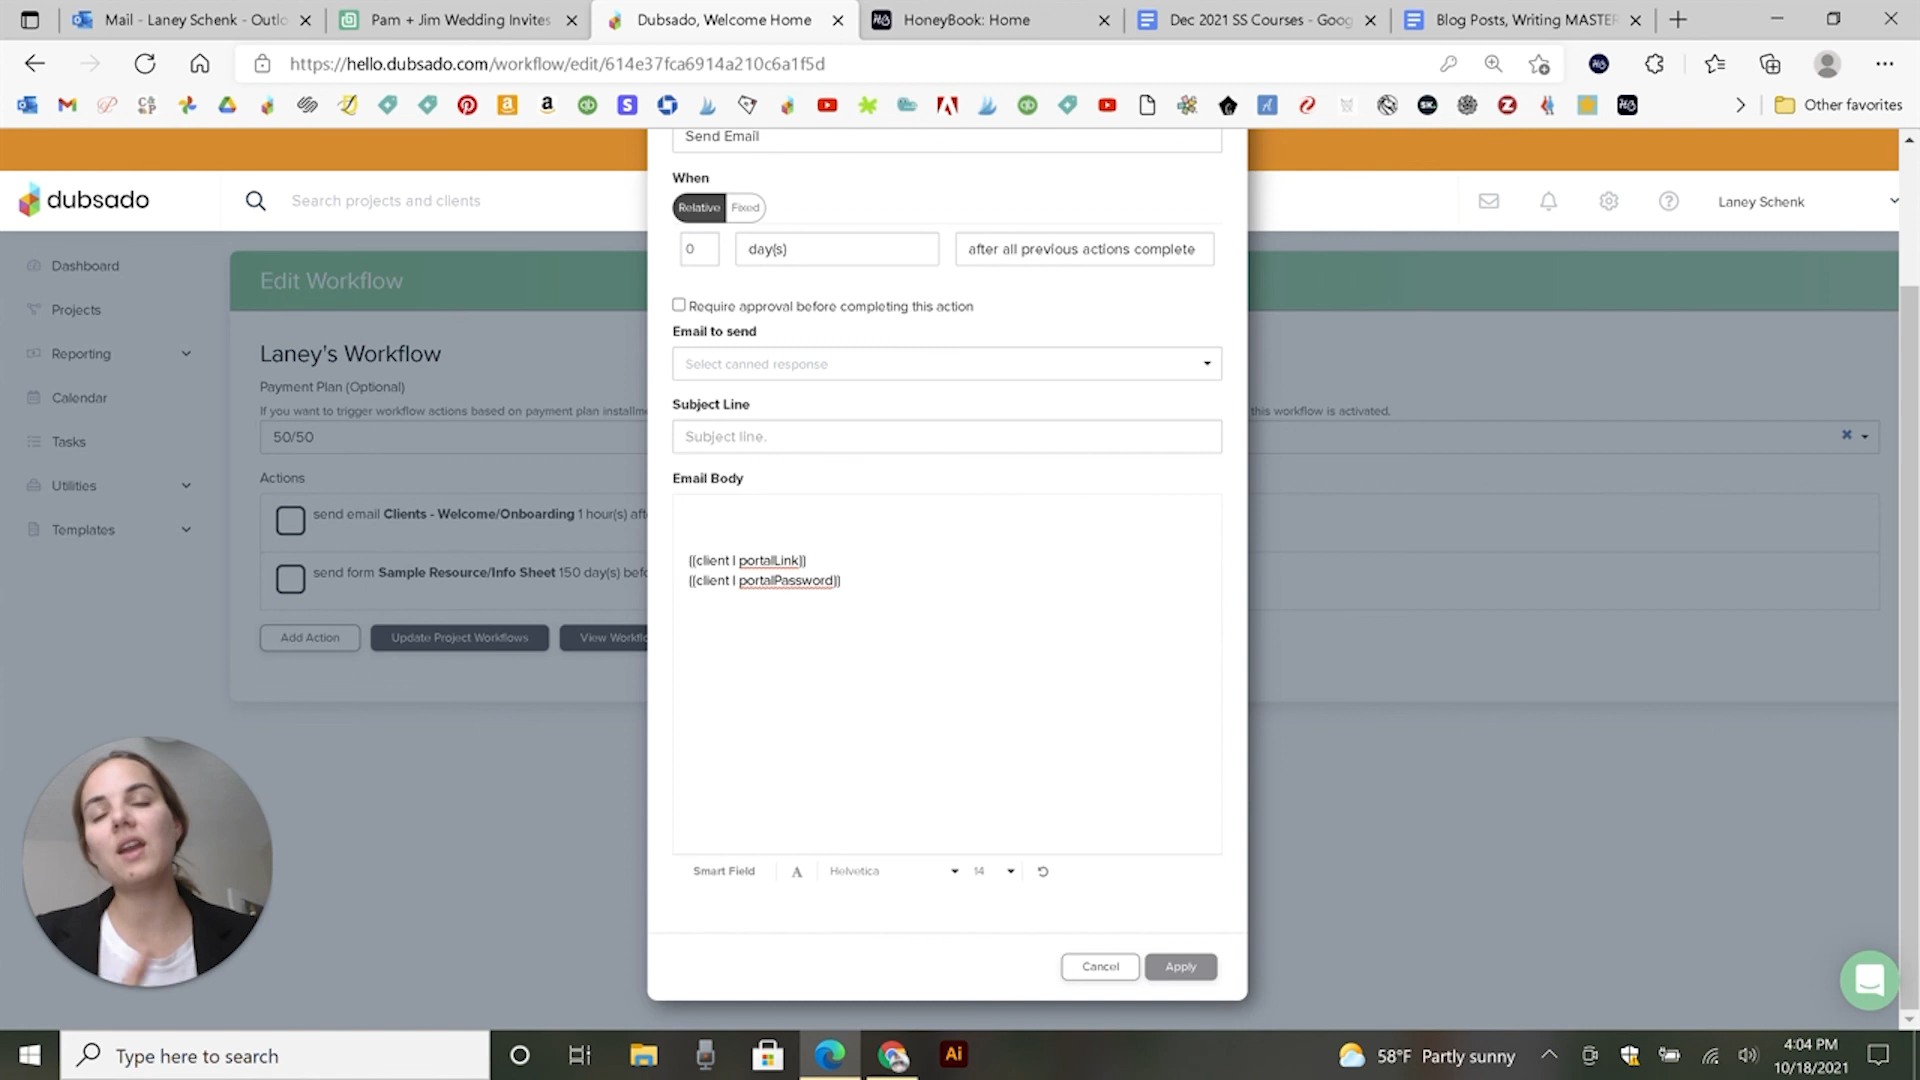 Mail - Laney Schenk - Outlo
Pam + Jim Wedding Invites
Dubsado, Welcome Home
HoneyBook: Home
Dec 2021 SS Courses - Goog
Blog Posts, Writing MASTER
https://hello.dubsado.com/workflow/edit/614e37fca6914a210c6a1f5d
Other favorites
dubsado
Search projects and clients
Laney Schenk
Dashboard
Projects
Reporting
Calendar
Tasks
Utilities
Templates
Edit Workflow
Laney's Workflow
Payment Plan (Optional)
If you want to trigger workflow actions based on payment plan installm
this workflow is activated.
50/50
Actions
send email Clients - Welcome/Onboarding 1 hour(s) aft
send form Sample Resource/Info Sheet 150 day(s) befo
Add Action
Update Project Workflows
View Workfl
Send Email
When
Relative
Fixed
0
day(s)
after all previous actions complete
Require approval before completing this action
Email to send
Select canned response
Subject Line
Subject line.
Email Body
{{client | portalLink}}
{{client | portalPassword}}
Smart Field
A
Helvetica
14
Cancel
Apply
Type here to search
Ai
58°F Partly sunny
4:04 PM
10/18/2021